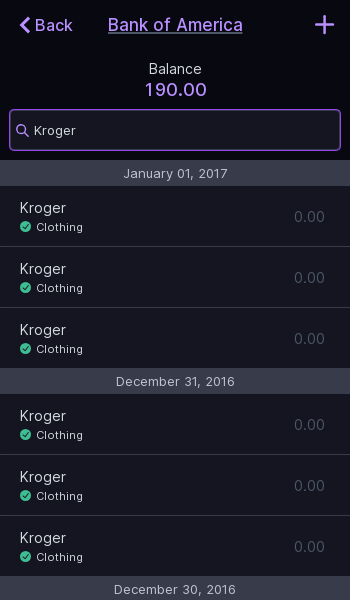 Back
Bank of America
Balance
190.00
Kroger
January 01, 2017
Kroger
0.00
Clothing
Kroger
0.00
Clothing
Kroger
0.00
Clothing
December 31, 2016
Kroger
0.00
Clothing
Kroger
0.00
Clothing
Kroger
0.00
Clothing
December 30, 2016